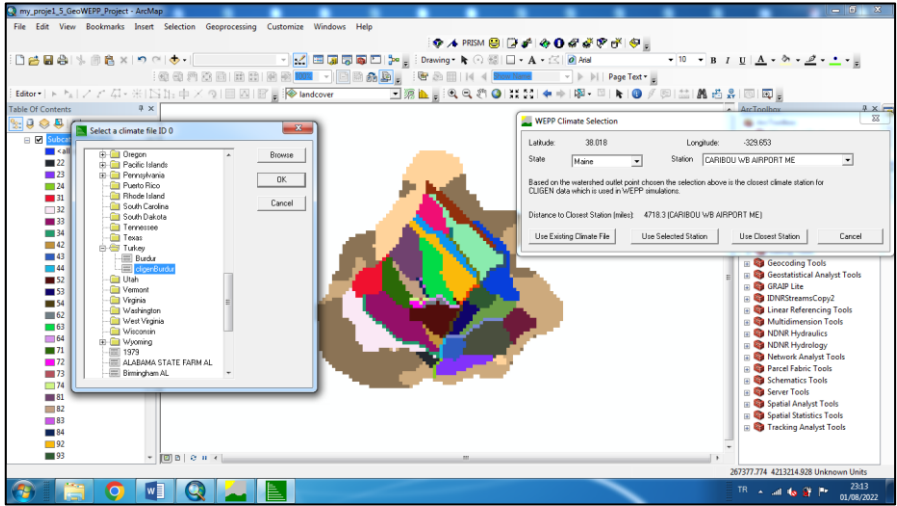 my_proje1_5_GeoWEPP_Project - ArcMap
File Edit View Bookmarks Insert Selection Geoprocessing Customize Windows Help
PRISM
Drawing
Arial
10
B I U A
Page Text
Editor
landcover
Table Of Contents
ArcToolbox
Subcat
<all
22
23
24
31
32
33
34
42
43
44
52
53
54
62
63
64
71
72
73
74
81
82
83
84
92
93
Select a climate file ID 0
Oregon
Pacific Islands
Pennsylvania
Puerto Rico
Rhode Island
South Carolina
South Dakota
Tennessee
Texas
Turkey
Burdur
cligenBurdur
Utah
Vermont
Virginia
Washington
West Virginia
Wisconsin
Wyoming
1979
ALABAMA STATE FARM AL
Birmingham AL
Browse
OK
Cancel
WEPP Climate Selection
Latitude: 38.018 Longitude: -329.653
State Maine Station CARIBOU WB AIRPORT ME
Based on the watershed outlet point chosen the selection above is the closest climate station for
CLIGEN data which is used in WEPP simulations.
Distance to Closest Station (miles): 4718.3 (CARIBOU WB AIRPORT ME)
Use Existing Climate File Use Selected Station Use Closest Station Cancel
Geocoding Tools
Geostatistical Analyst Tools
GRAIP Lite
IDNRStreamsCopy2
Linear Referencing Tools
Multidimension Tools
NDNR Hydraulics
NDNR Hydrology
Network Analyst Tools
Parcel Fabric Tools
Schematics Tools
Server Tools
Spatial Analyst Tools
Spatial Statistics Tools
Tracking Analyst Tools
267377.774 4213214.928 Unknown Units
TR
23:13
01/08/2022